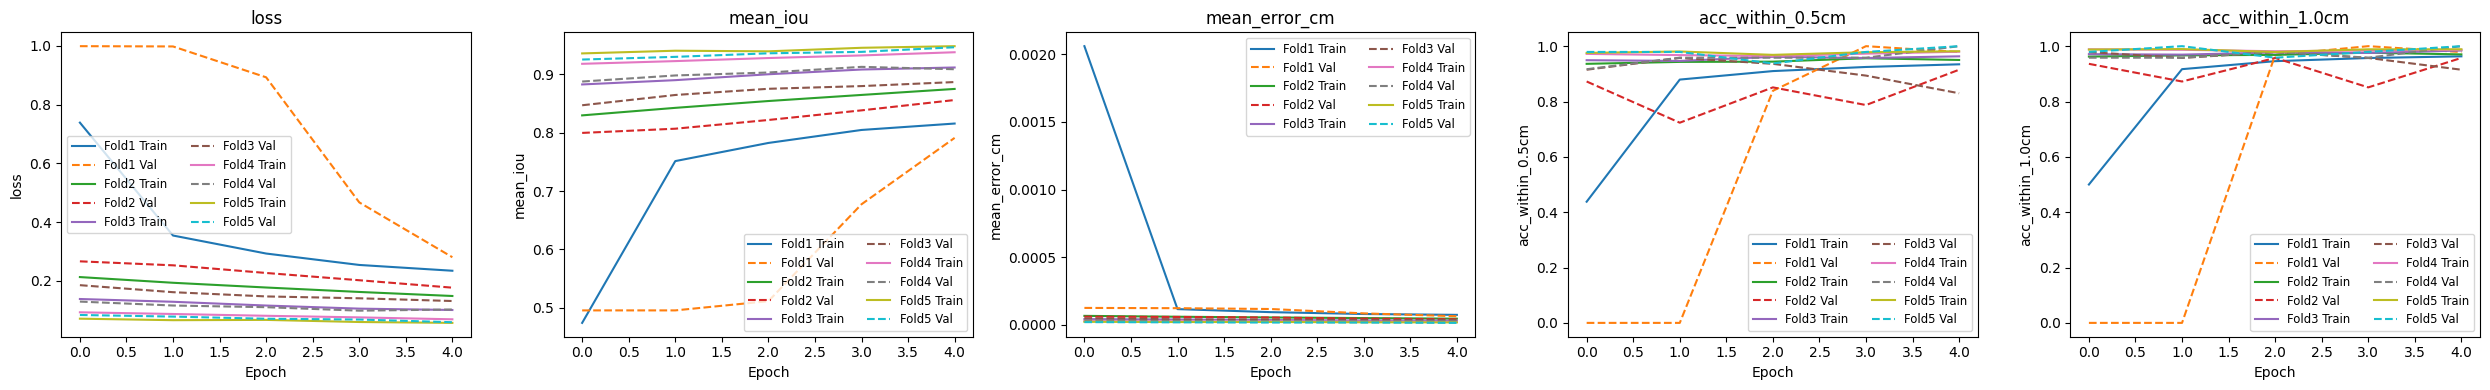 loss
loss
1.0
0.8
0.6
0.4
0.2
Fold1 Train
Fold1 Val
Fold2 Train
Fold2 Val
Fold3 Train
Fold3 Val
Fold4 Train
Fold4 Val
Fold5 Train
Fold5 Val
0.0 0.5 1.0 1.5 2.0 2.5 3.0 3.5 4.0
Epoch
mean_iou
mean_iou
0.9
0.8
0.7
0.6
0.5
Fold1 Train
Fold1 Val
Fold2 Train
Fold2 Val
Fold3 Train
Fold3 Val
Fold4 Train
Fold4 Val
Fold5 Train
Fold5 Val
0.0 0.5 1.0 1.5 2.0 2.5 3.0 3.5 4.0
Epoch
mean_error_cm
mean_error_cm
0.0020
0.0015
0.0010
0.0005
0.0000
Fold1 Train
Fold1 Val
Fold2 Train
Fold2 Val
Fold3 Train
Fold3 Val
Fold4 Train
Fold4 Val
Fold5 Train
Fold5 Val
0.0 0.5 1.0 1.5 2.0 2.5 3.0 3.5 4.0
Epoch
acc_within_0.5cm
acc_within_0.5cm
1.0
0.8
0.6
0.4
0.2
0.0
Fold1 Train
Fold1 Val
Fold2 Train
Fold2 Val
Fold3 Train
Fold3 Val
Fold4 Train
Fold4 Val
Fold5 Train
Fold5 Val
0.0 0.5 1.0 1.5 2.0 2.5 3.0 3.5 4.0
Epoch
acc_within_1.0cm
acc_within_1.0cm
1.0
0.8
0.6
0.4
0.2
0.0
Fold1 Train
Fold1 Val
Fold2 Train
Fold2 Val
Fold3 Train
Fold3 Val
Fold4 Train
Fold4 Val
Fold5 Train
Fold5 Val
0.0 0.5 1.0 1.5 2.0 2.5 3.0 3.5 4.0
Epoch